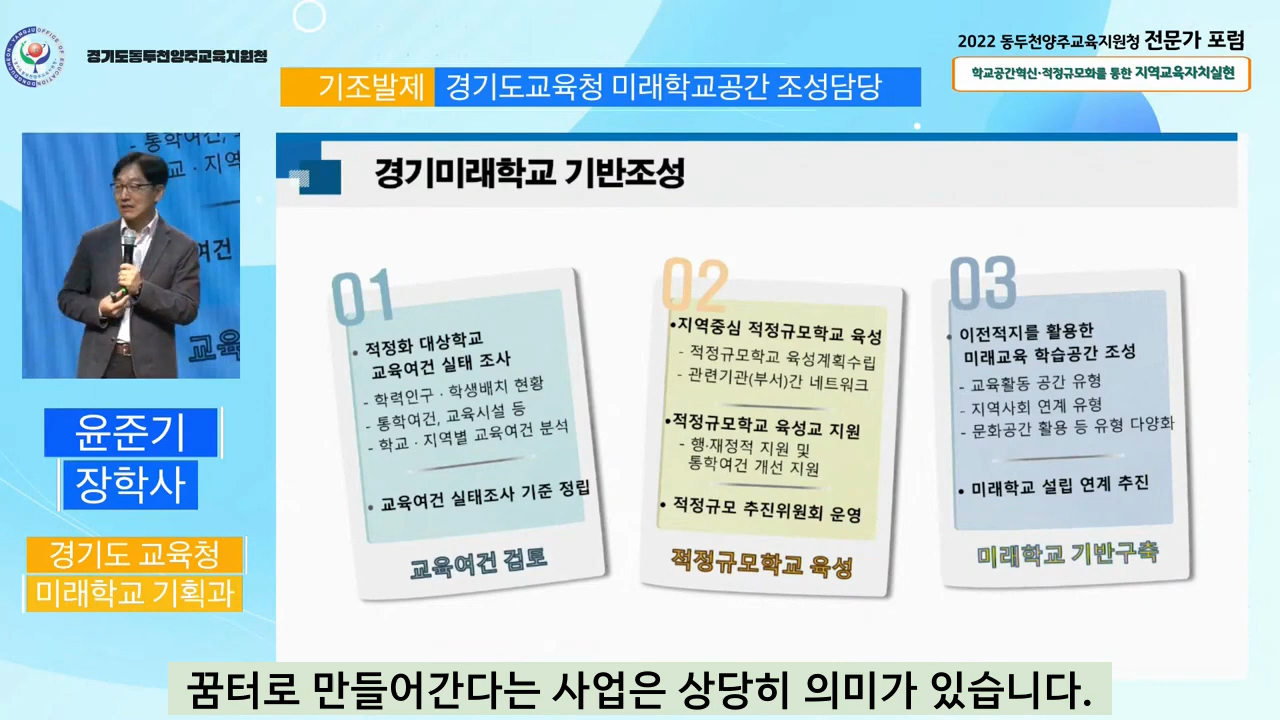 경기도동두천양주교육지원청
2022 동두천양주교육지원청 전문가 포럼
학교공간혁신·적정규모화를 통한 지역교육자치실현
기조발제 경기도교육청 미래학교공간 조성담당
경기미래학교 기반조성
01
• 적정화 대상학교
교육여건 실태 조사
- 학력인구 · 학생배치 현황
- 통학여건, 교육시설 등
- 학교 · 지역별 교육여건 분석
• 교육여건 실태조사 기준 정립
교육여건 검토
02
•지역중심 적정규모학교 육성
- 적정규모학교 육성계획수립
- 관련기관(부서)간 네트워크
•적정규모학교 육성교 지원
- 행·재정적 지원 및
통학여건 개선 지원
• 적정규모 추진위원회 운영
적정규모학교 육성
03
• 이전적지를 활용한
미래교육 학습공간 조성
- 교육활동 공간 유형
- 지역사회 연계 유형
- 문화공간 활용 등 유형 다양화
• 미래학교 설립 연계 추진
미래학교 기반구축
윤준기
장학사
경기도 교육청
미래학교 기획과
꿈터로 만들어간다는 사업은 상당히 의미가 있습니다.